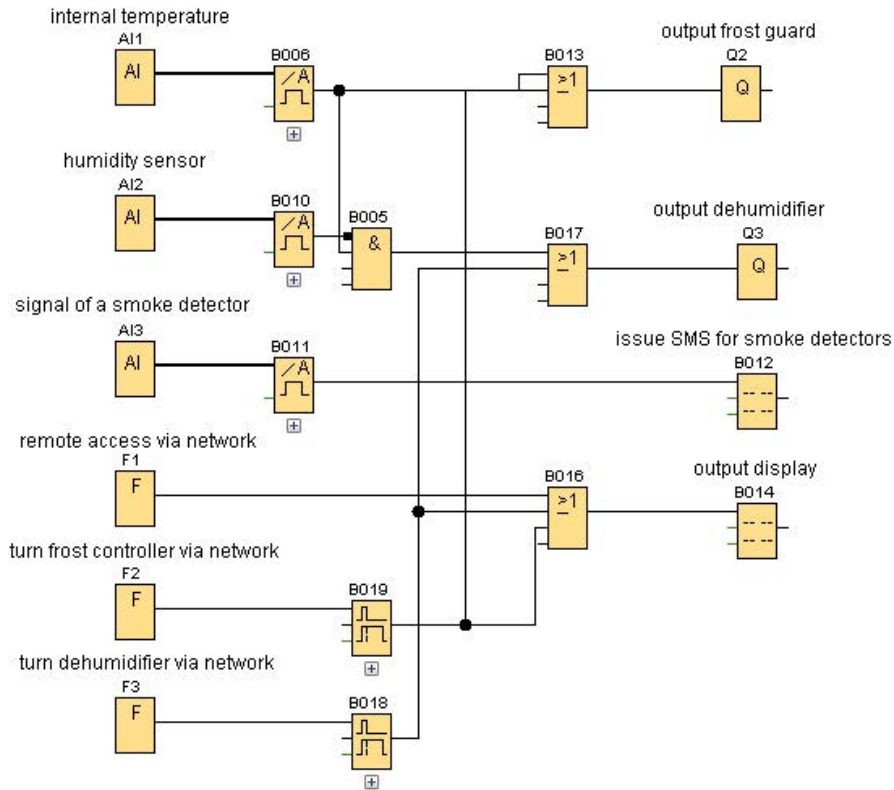 internal temperature
AI1
AI
B006
/A
output frost guard
B013
>1
Q2
Q
humidity sensor
AI2
AI
B010
/A
B005
&
output dehumidifier
B017
>1
Q3
Q
signal of a smoke detector
AI3
AI
B011
/A
issue SMS for smoke detectors
B012
remote access via network
F1
F
B016
>1
output display
B014
turn frost controller via network
F2
F
B019
turn dehumidifier via network
F3
F
B018